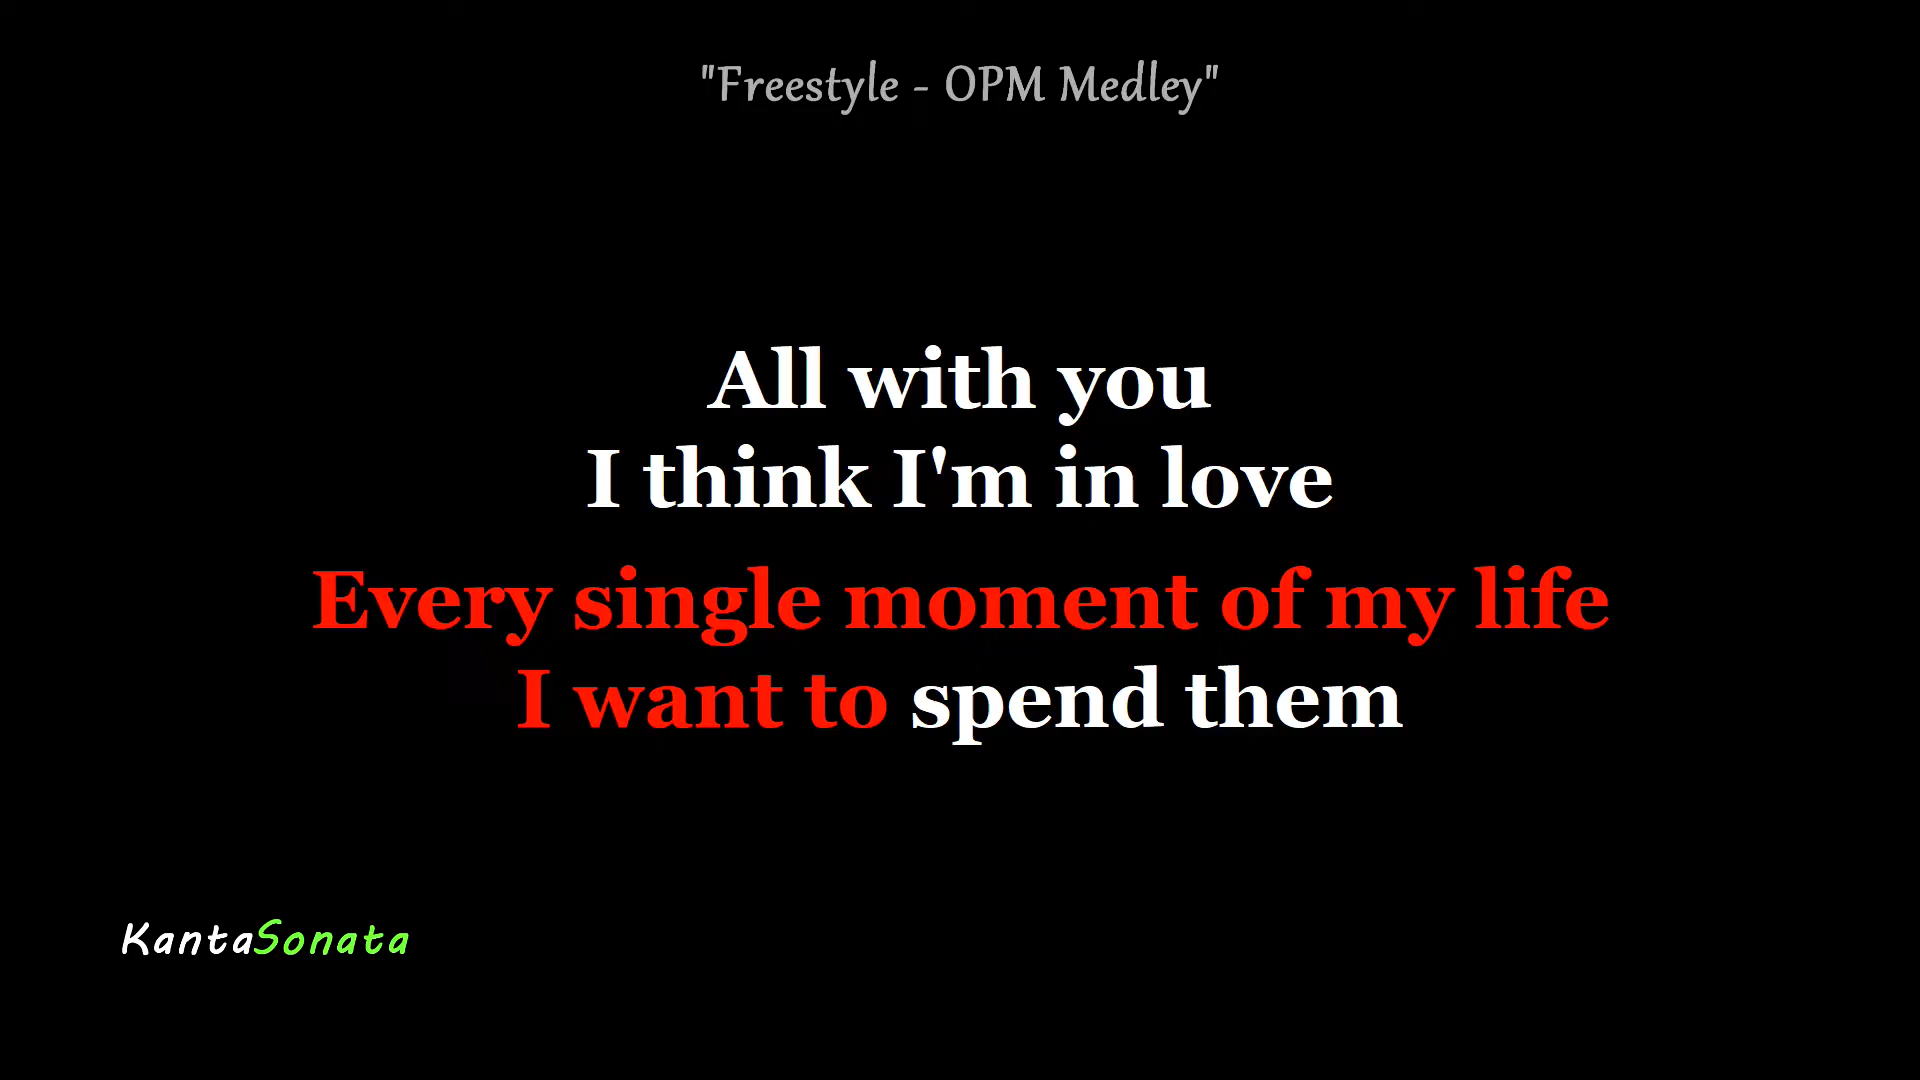 "Freestyle - OPM Medley"
All with you
I think I'm in love
Every single moment of my life
I want to spend them
KantaSonata